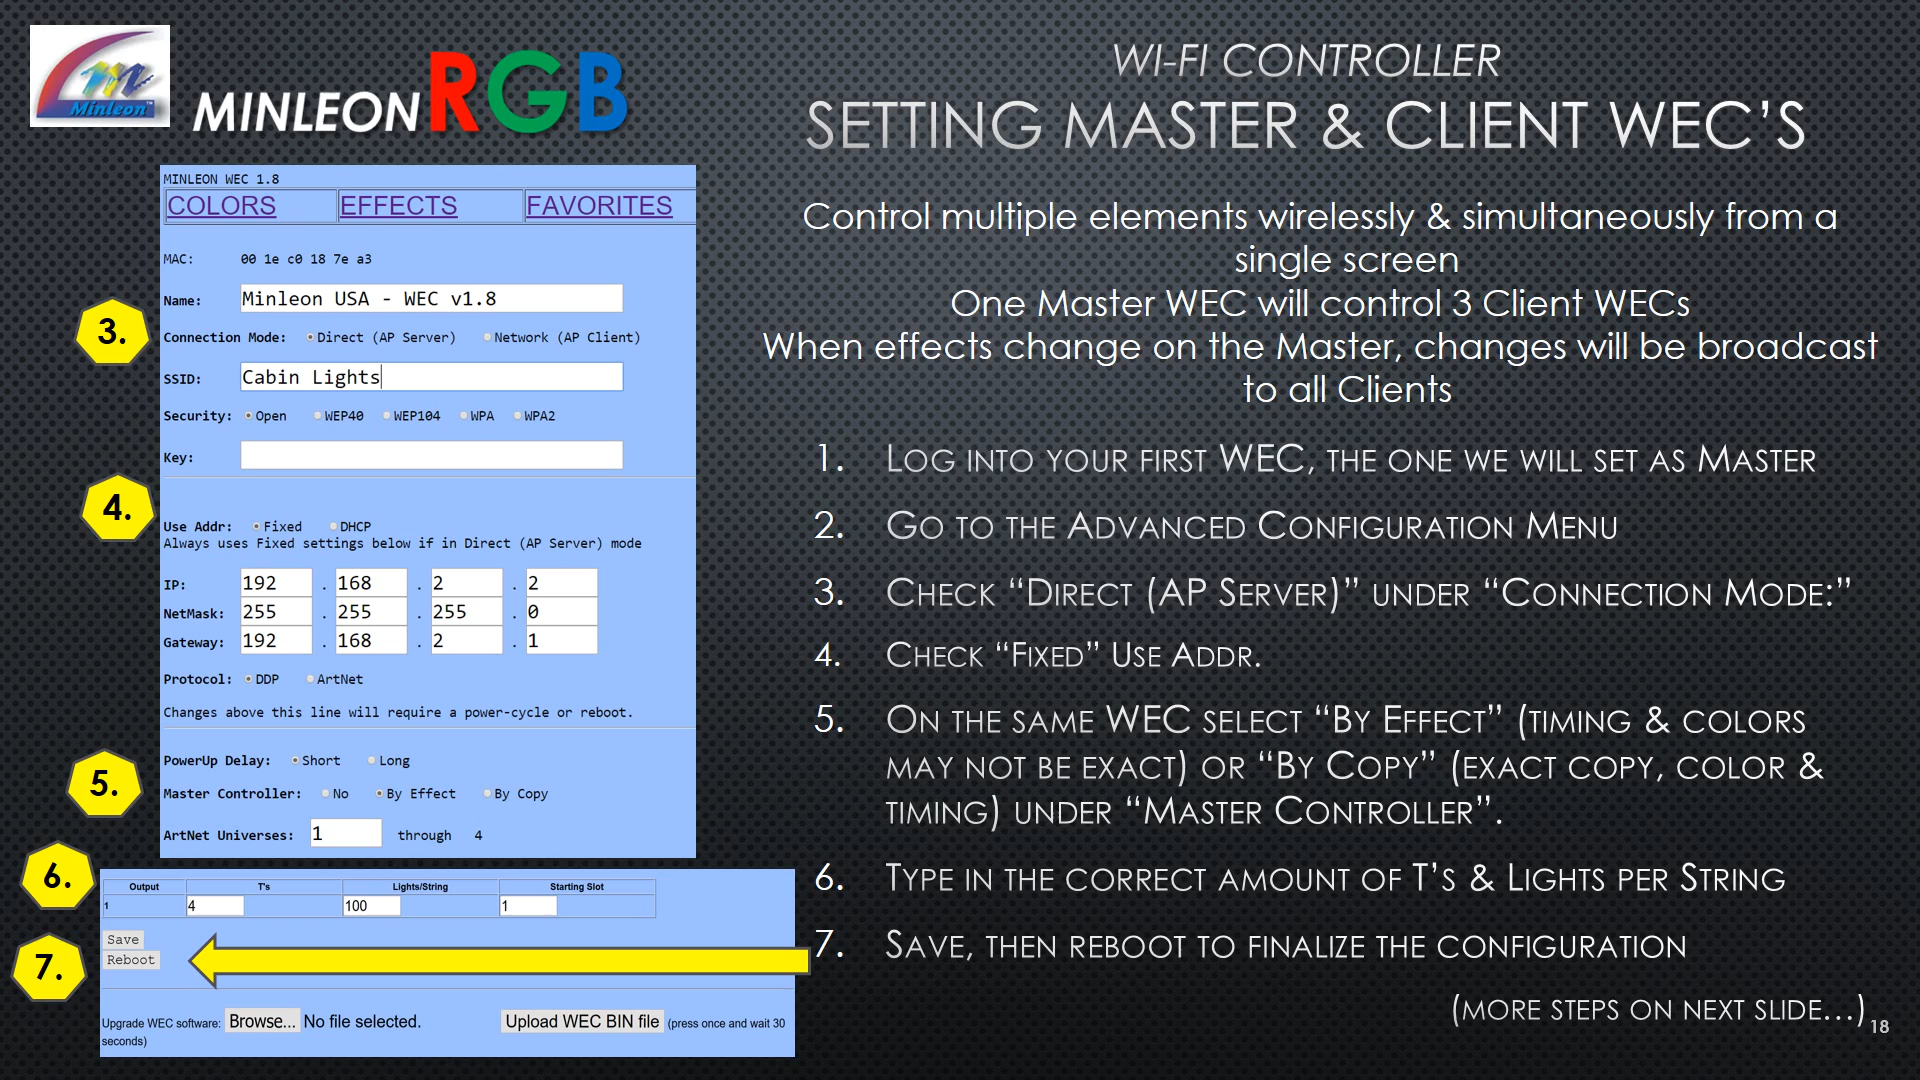 Minleon™
MINLEON RGB
WI-FI CONTROLLER
SETTING MASTER & CLIENT WEC'S
MINLEON WEC 1.8
COLORS EFFECTS FAVORITES
MAC: 00 1e c0 18 7e a3
Name: Minleon USA - WEC v1.8
3.
Connection Mode: Direct (AP Server) Network (AP Client)
SSID: Cabin Lights
Security: Open WEP40 WEP104 WPA WPA2
Key:
4.
Use Addr: Fixed DHCP
Always uses Fixed settings below if in Direct (AP Server) mode
IP: 192 . 168 . 2 . 2
NetMask: 255 . 255 . 255 . 0
Gateway: 192 . 168 . 2 . 1
Protocol: DDP ArtNet
Changes above this line will require a power-cycle or reboot.
5.
PowerUp Delay: Short Long
Master Controller: No By Effect By Copy
ArtNet Universes: 1 through 4
6.
Output T's Lights/String Starting Slot
1 4 100 1
7.
Save
Reboot
Upgrade WEC software: Browse... No file selected. Upload WEC BIN file (press once and wait 30
seconds)
Control multiple elements wirelessly & simultaneously from a
single screen
One Master WEC will control 3 Client WECs
When effects change on the Master, changes will be broadcast
to all Clients
1. LOG INTO YOUR FIRST WEC, THE ONE WE WILL SET AS MASTER
2. GO TO THE ADVANCED CONFIGURATION MENU
3. CHECK “DIRECT (AP SERVER)” UNDER “CONNECTION MODE:”
4. CHECK “FIXED” USE ADDR.
5. ON THE SAME WEC SELECT “BY EFFECT” (TIMING & COLORS
MAY NOT BE EXACT) OR “BY COPY” (EXACT COPY, COLOR &
TIMING) UNDER “MASTER CONTROLLER”.
6. TYPE IN THE CORRECT AMOUNT OF T'S & LIGHTS PER STRING
7. SAVE, THEN REBOOT TO FINALIZE THE CONFIGURATION
(MORE STEPS ON NEXT SLIDE...)
18